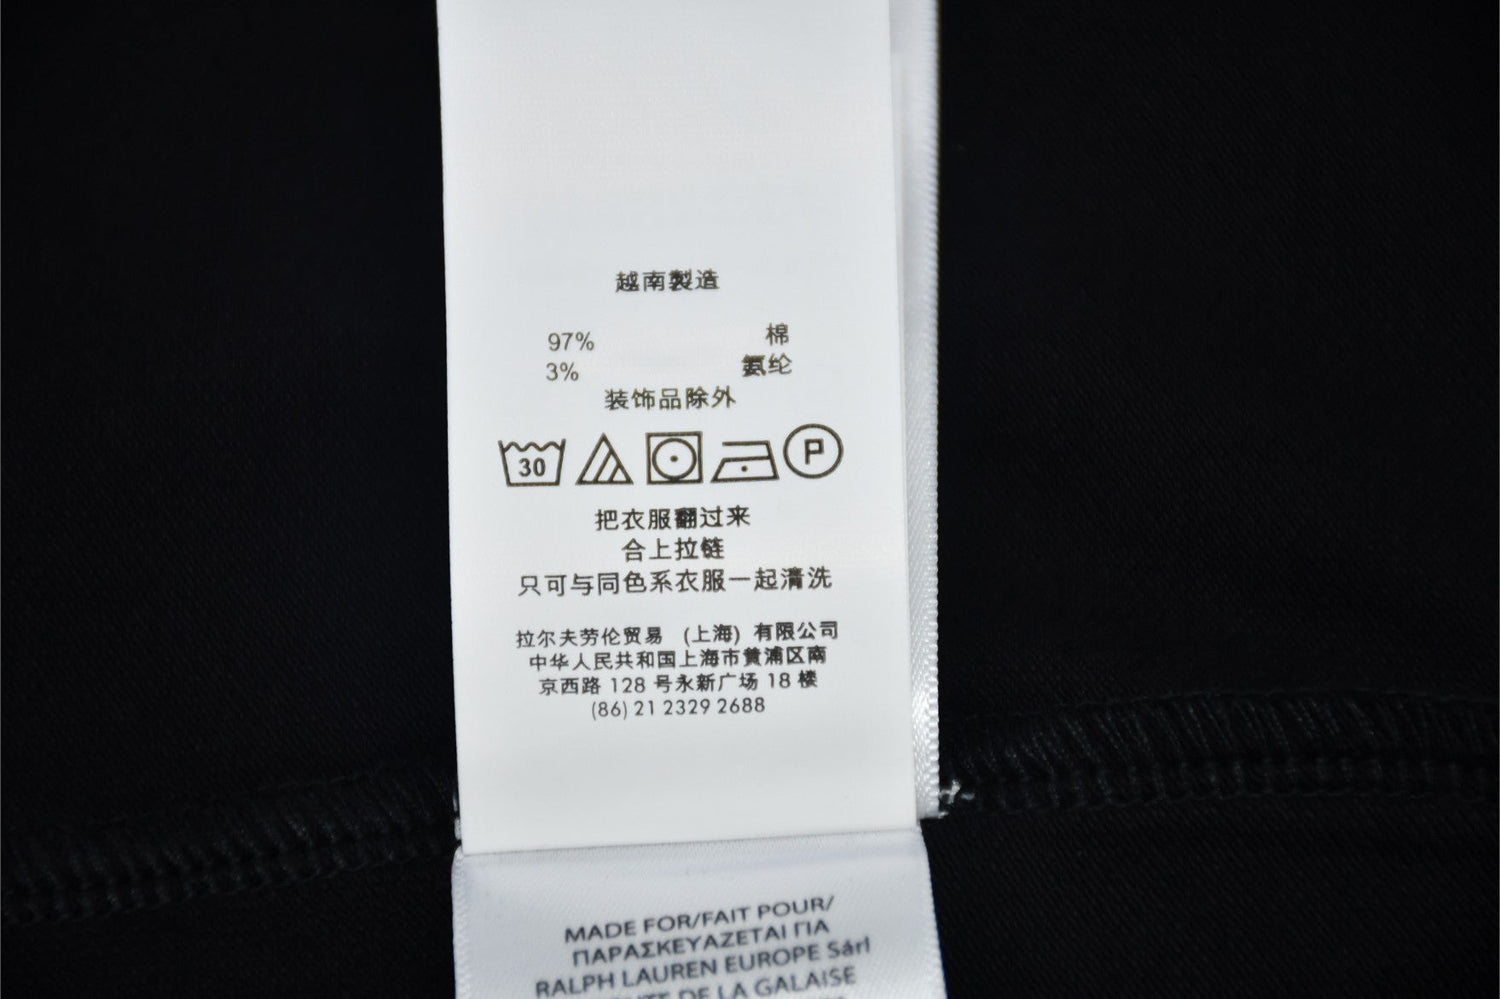 越南製造
97% 棉
3% 氨纶
装饰品除外
30 P
把衣服翻过来
合上拉链
只可与同色系衣服一起清洗
拉尔夫劳伦贸易 (上海) 有限公司
中华人民共和国上海市黄浦区南
京西路 128 号永新广场 18 楼
(86) 21 2329 2688
MADE FOR/FAIT POUR/
ΠΑΡΑΣΚΕΥΑΖΕΤΑΙ ΓΙΑ
RALPH LAUREN EUROPE Sárl
DE LA GALAISE